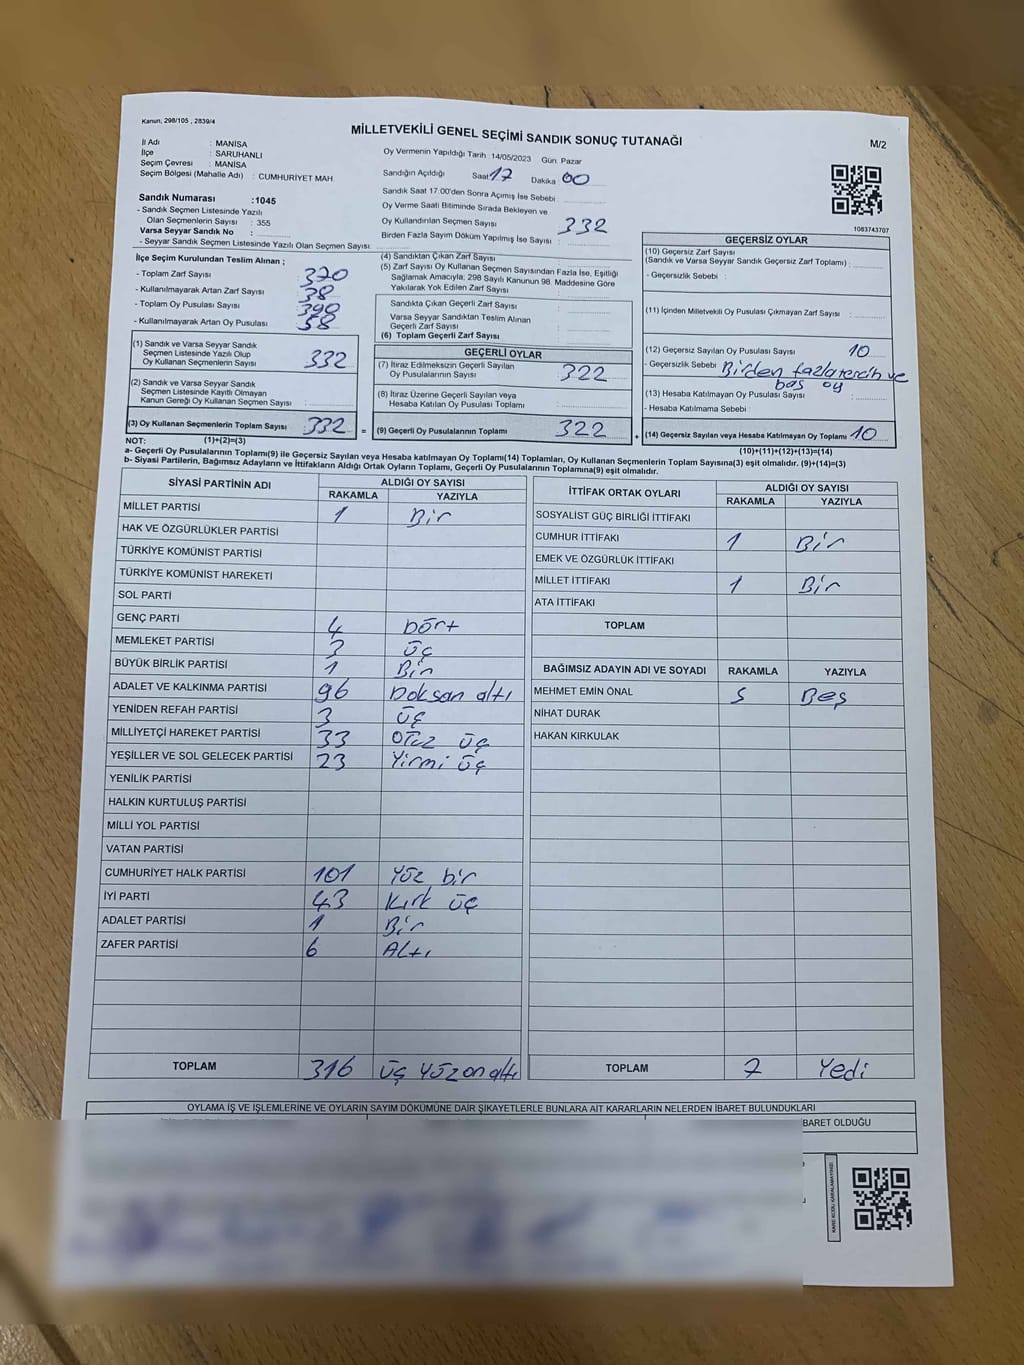 Kanun, 298/105 , 2839/4
MİLLETVEKİLİ GENEL SEÇİMİ SANDIK SONUÇ TUTANAĞI
M/2
İl Adı : MANİSA
İlçe : SARUHANLI
Seçim Çevresi : MANİSA
Seçim Bölgesi (Mahalle Adı) : CUMHURİYET MAH
Sandık Numarası :1045
- Sandık Seçmen Listesinde Yazılı
Olan Seçmenlerin Sayısı : 355
Varsa Seyyar Sandık No :
- Seyyar Sandık Seçmen Listesinde Yazılı Olan Seçmen Sayısı:
Oy Vermenin Yapıldığı Tarih :14/05/2023 Gün: Pazar
Sandığın Açıldığı Saat 17 Dakika 00
Sandık Saat 17:00'den Sonra Açımış İse Sebebi :
Oy Verme Saati Bitiminde Sırada Bekleyen ve
Oy Kullandırılan Seçmen Sayısı : 332
Birden Fazla Sayım Döküm Yapılmış İse Sayısı :
1083743707
İlçe Seçim Kurulundan Teslim Alınan ;
- Toplam Zarf Sayısı : 370
- Kullanılmayarak Artan Zarf Sayısı : 38
- Toplam Oy Pusulası Sayısı : 390
- Kullanılmayarak Artan Oy Pusulası : 58
(1) Sandık ve Varsa Seyyar Sandık
Seçmen Listesinde Yazılı Olup
Oy Kullanan Seçmenlerin Sayısı : 332
(2) Sandık ve Varsa Seyyar Sandık
Seçmen Listesinde Kayıtlı Olmayan
Kanun Gereği Oy Kullanan Seçmen Sayısı :
(3) Oy Kullanan Seçmenlerin Toplam Sayısı : 332
(4) Sandıktan Çıkan Zarf Sayısı :
(5) Zarf Sayısı Oy Kullanan Seçmen Sayısından Fazla İse, Eşitliği
Sağlamak Amacıyla, 298 Sayılı Kanunun 98. Maddesine Göre
Yakılarak Yok Edilen Zarf Sayısı :
Sandıkta Çıkan Geçerli Zarf Sayısı :
Varsa Seyyar Sandıktan Teslim Alınan
Geçerli Zarf Sayısı :
(6) Toplam Geçerli Zarf Sayısı :
GEÇERLİ OYLAR
(7) İtiraz Edilmeksizin Geçerli Sayılan
Oy Pusulalarının Sayısı : 322
(8) İtiraz Üzerine Geçerli Sayılan veya
Hesaba Katılan Oy Pusulası Toplamı :
= (9) Geçerli Oy Pusulalarının Toplamı : 322
GEÇERSİZ OYLAR
(10) Geçersiz Zarf Sayısı
(Sandık ve Varsa Seyyar Sandık Geçersiz Zarf Toplamı) :
- Geçersizlik Sebebi :
(11) İçinden Milletvekili Oy Pusulası Çıkmayan Zarf Sayısı :
(12) Geçersiz Sayılan Oy Pusulası Sayısı : 10
- Geçersizlik Sebebi : Birden fazla tercih ve
boş oy
(13) Hesaba Katılmayan Oy Pusulası Sayısı :
- Hesaba Katılmama Sebebi :
+ (14) Geçersiz Sayılan veya Hesaba Katılmayan Oy Toplamı : 10
NOT: (1)+(2)=(3)
(10)+(11)+(12)+(13)=(14)
a- Geçerli Oy Pusulalarının Toplamı(9) ile Geçersiz Sayılan veya Hesaba katılmayan Oy Toplamı(14) Toplamları, Oy Kullanan Seçmenlerin Toplam Sayısına(3) eşit olmalıdır. (9)+(14)=(3)
b- Siyasi Partilerin, Bağımsız Adayların ve İttifakların Aldığı Ortak Oyların Toplamı, Geçerli Oy Pusulalarının Toplamına(9) eşit olmalıdır.
SİYASİ PARTİNİN ADI ALDIĞI OY SAYISI
RAKAMLA YAZIYLA
MİLLET PARTİSİ 1 Bir
HAK VE ÖZGÜRLÜKLER PARTİSİ
TÜRKİYE KOMÜNİST PARTİSİ
TÜRKİYE KOMÜNİST HAREKETİ
SOL PARTİ
GENÇ PARTİ 4 Dört
MEMLEKET PARTİSİ 3 Üç
BÜYÜK BİRLİK PARTİSİ 1 Bir
ADALET VE KALKINMA PARTİSİ 96 Doksan altı
YENİDEN REFAH PARTİSİ 3 Üç
MİLLİYETÇİ HAREKET PARTİSİ 33 Otuz üç
YEŞİLLER VE SOL GELECEK PARTİSİ 23 Yirmi üç
YENİLİK PARTİSİ
HALKIN KURTULUŞ PARTİSİ
MİLLİ YOL PARTİSİ
VATAN PARTİSİ
CUMHURİYET HALK PARTİSİ 101 Yüz bir
İYİ PARTİ 43 Kırk üç
ADALET PARTİSİ 1 Bir
ZAFER PARTİSİ 6 Altı
TOPLAM 316 üç yüzon altı
İTTİFAK ORTAK OYLARI ALDIĞI OY SAYISI
RAKAMLA YAZIYLA
SOSYALİST GÜÇ BİRLİĞİ İTTİFAKI
CUMHUR İTTİFAKI 1 Bir
EMEK VE ÖZGÜRLÜK İTTİFAKI
MİLLET İTTİFAKI 1 Bir
ATA İTTİFAKI
TOPLAM
BAĞIMSIZ ADAYIN ADI VE SOYADI RAKAMLA YAZIYLA
MEHMET EMİN ÖNAL 5 Beş
NİHAT DURAK
HAKAN KIRKULAK
TOPLAM 7 Yedi
OYLAMA İŞ VE İŞLEMLERİNE VE OYLARIN SAYIM DÖKÜMÜNE DAİR ŞİKAYETLERLE BUNLARA AİT KARARLARIN NELERDEN İBARET BULUNDUKLARI
BARET OLDUĞU
KARE KODU KARALAMAYINIZ!